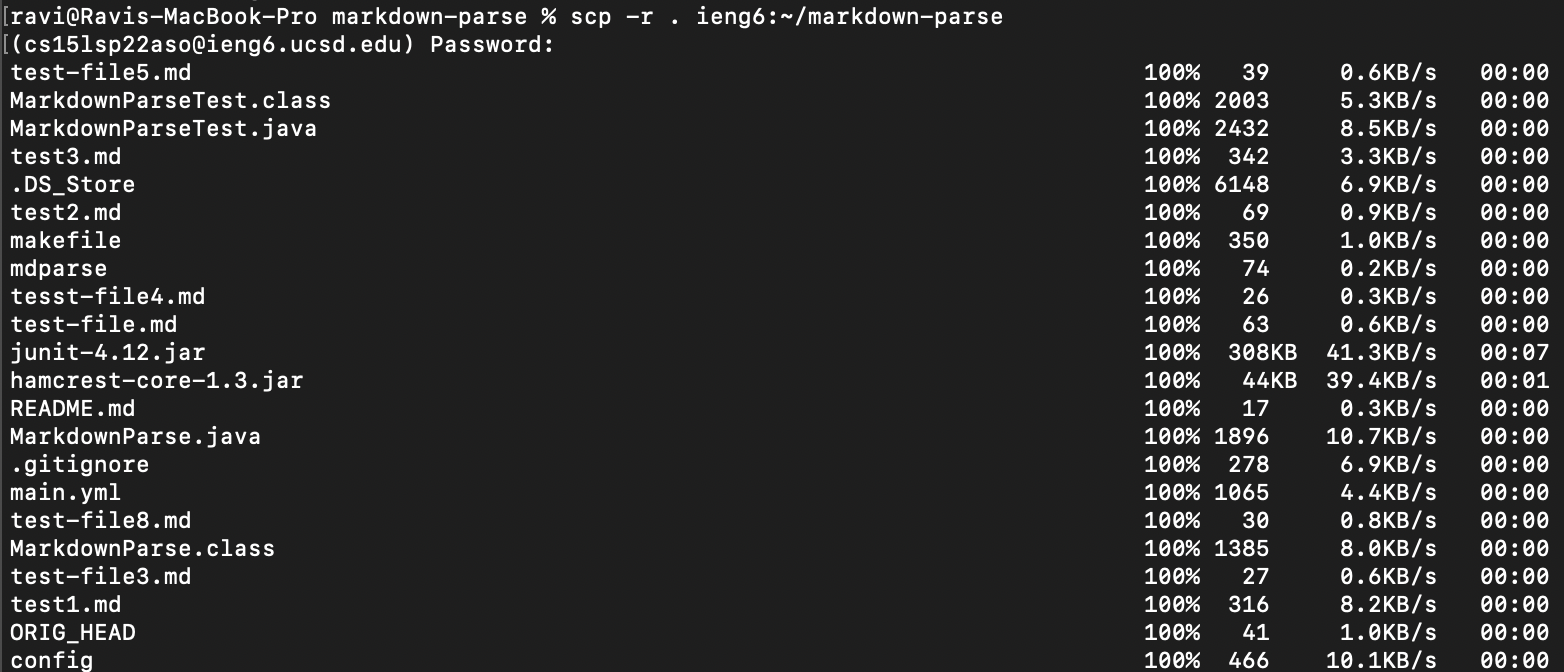 [ravi@Ravis-MacBook-Pro markdown-parse % scp -r . ieng6:~/markdown-parse
[(cs15lsp22aso@ieng6.ucsd.edu) Password:
test-file5.md 100% 39 0.6KB/s 00:00
MarkdownParseTest.class 100% 2003 5.3KB/s 00:00
MarkdownParseTest.java 100% 2432 8.5KB/s 00:00
test3.md 100% 342 3.3KB/s 00:00
.DS_Store 100% 6148 6.9KB/s 00:00
test2.md 100% 69 0.9KB/s 00:00
makefile 100% 350 1.0KB/s 00:00
mdparse 100% 74 0.2KB/s 00:00
tesst-file4.md 100% 26 0.3KB/s 00:00
test-file.md 100% 63 0.6KB/s 00:00
junit-4.12.jar 100% 308KB 41.3KB/s 00:07
hamcrest-core-1.3.jar 100% 44KB 39.4KB/s 00:01
README.md 100% 17 0.3KB/s 00:00
MarkdownParse.java 100% 1896 10.7KB/s 00:00
.gitignore 100% 278 6.9KB/s 00:00
main.yml 100% 1065 4.4KB/s 00:00
test-file8.md 100% 30 0.8KB/s 00:00
MarkdownParse.class 100% 1385 8.0KB/s 00:00
test-file3.md 100% 27 0.6KB/s 00:00
test1.md 100% 316 8.2KB/s 00:00
ORIG_HEAD 100% 41 1.0KB/s 00:00
config 100% 466 10.1KB/s 00:00